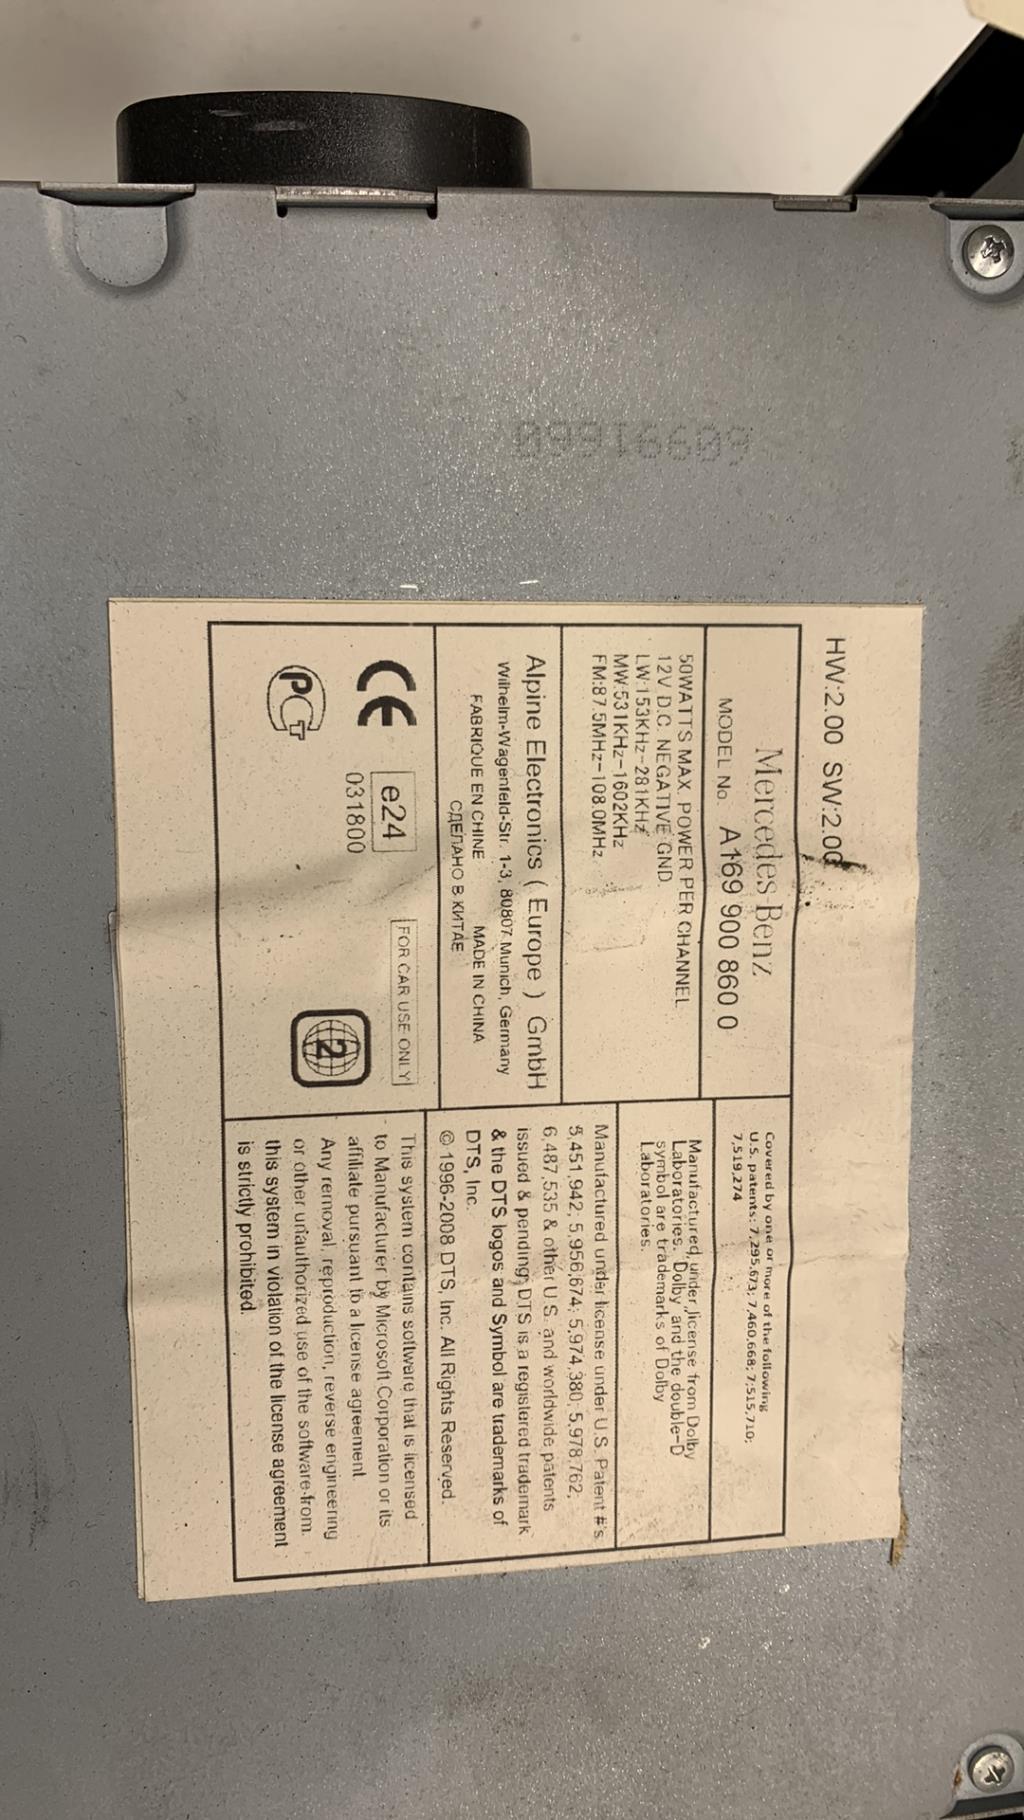 HW:2.00 SW:2.00
Mercedes Benz
MODEL No. A169 900 860 0
50WATTS MAX. POWER PER CHANNEL
12V D.C. NEGATIVE GND
LW:153KHz-281KHz
MW:531KHz-1602KHz
FM:87.5MHz-108.0MHz
Alpine Electronics ( Europe ) GmbH
Wilhelm-Wagenfeld-Str. 1-3, 80807 Munich, Germany
FABRIQUE EN CHINE MADE IN CHINA
СДЕЛАНО В КИТАЕ
CE
e24
031800
FOR CAR USE ONLY
2
Covered by one or more of the following
U.S. patents: 7,295,673; 7,460,668; 7,515,710;
7,519,274
Manufactured under license from Dolby
Laboratories. Dolby and the double-D
symbol are trademarks of Dolby
Laboratories.
Manufactured under license under U.S. Patent #'s
5,451,942; 5,956,674; 5,974,380; 5,978,762;
6,487,535 & other U.S. and worldwide patents
issued & pending. DTS is a registered trademark
& the DTS logos and Symbol are trademarks of
DTS, Inc.
© 1996-2008 DTS, Inc. All Rights Reserved.
This system contains software that is licensed
to Manufacturer by Microsoft Corporation or its
affiliate pursuant to a license agreement
Any removal, reproduction, reverse engineering
or other unauthorized use of the software from
this system in violation of the license agreement
is strictly prohibited.